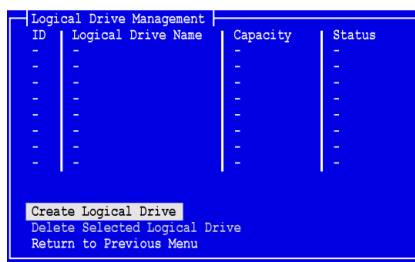 Logical Drive Management
ID Logical Drive Name Capacity Status
- - - -
- - - -
- - - -
- - - -
- - - -
- - - -
- - - -
- - - -
Create Logical Drive
Delete Selected Logical Drive
Return to Previous Menu